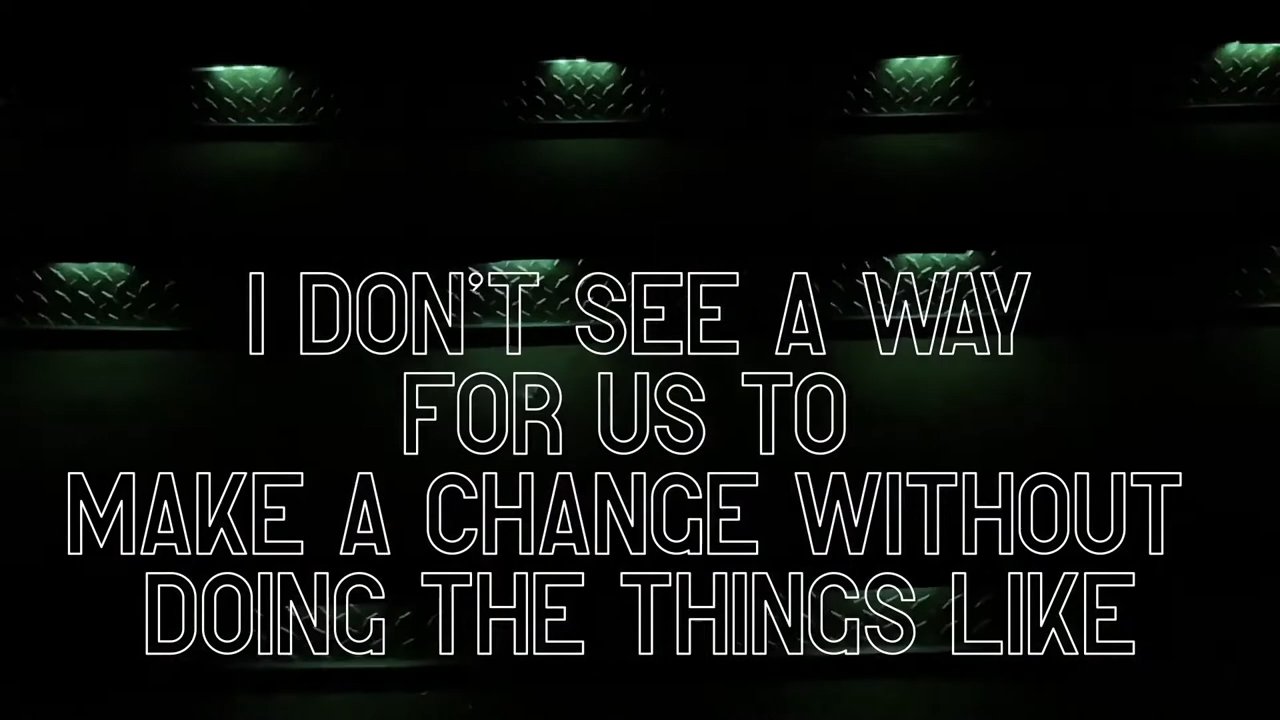 I DON'T SEE A WAY
FOR US TO
MAKE A CHANGE WITHOUT
DOING THE THINGS LIKE